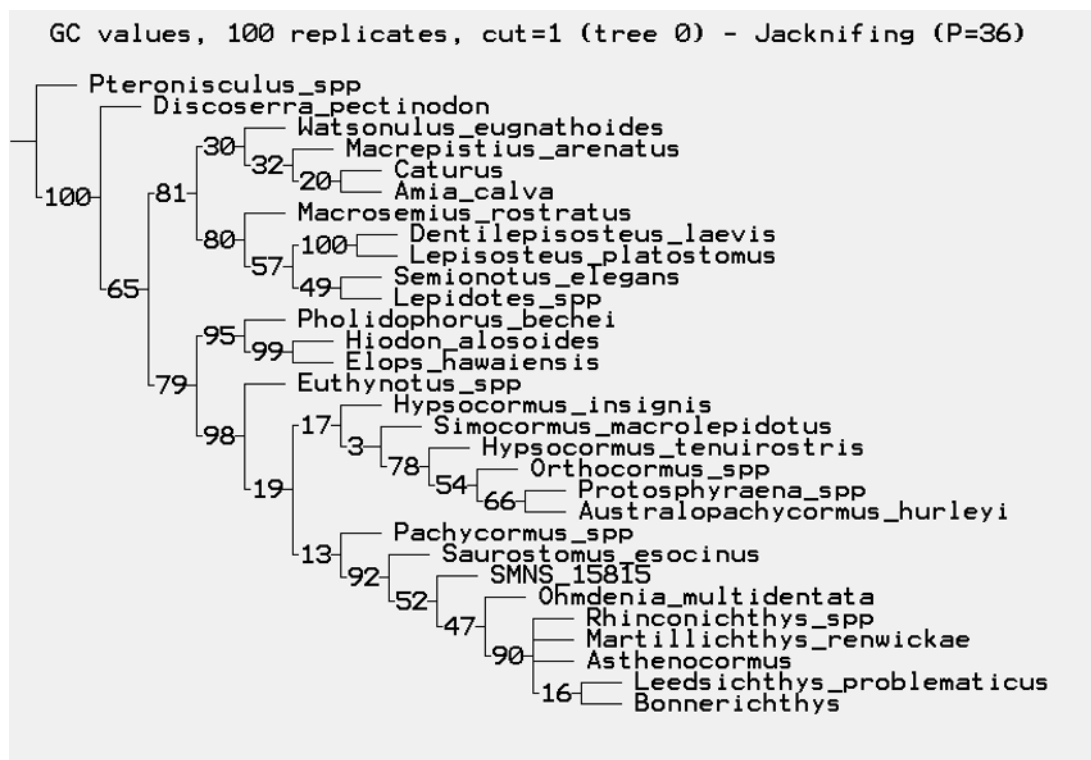 GC values, 100 replicates, cut=1 (tree 0) - Jacknifing (P=36)
Pteronisculus_spp
Discoserra_pectinodon
Watsonulus_eugnathoides
30
Macrepistius_arenatus
32
Caturus
20
81
Amia_calva
100
Macrosemius_rostratus
Dentilepisosteus_laevis
80
100
Lepisosteus_platostomus
57
Semionotus_elegans
65
49
Lepidotes_spp
Pholidophorus_bechei
95
Hiodon_alosoides
99
Elops_hawaiensis
79
Euthynotus_spp
Hypsocormus_insignis
17
Simocormus_macrolepidotus
98
3
Hypsocormus_tenuirostris
78
Orthocormus_spp
54
19
Protosphyraena_spp
66
Australopachycormus_hurleyi
Pachycormus_spp
13
Saurostomus_esocinus
92
SMNS_15815
52
Ohmdenia_multidentata
47
Rhinconichthys_spp
Martillichthys_renwickae
90
Asthenocormus
Leedsichthys_problematicus
16
Bonnerichthys